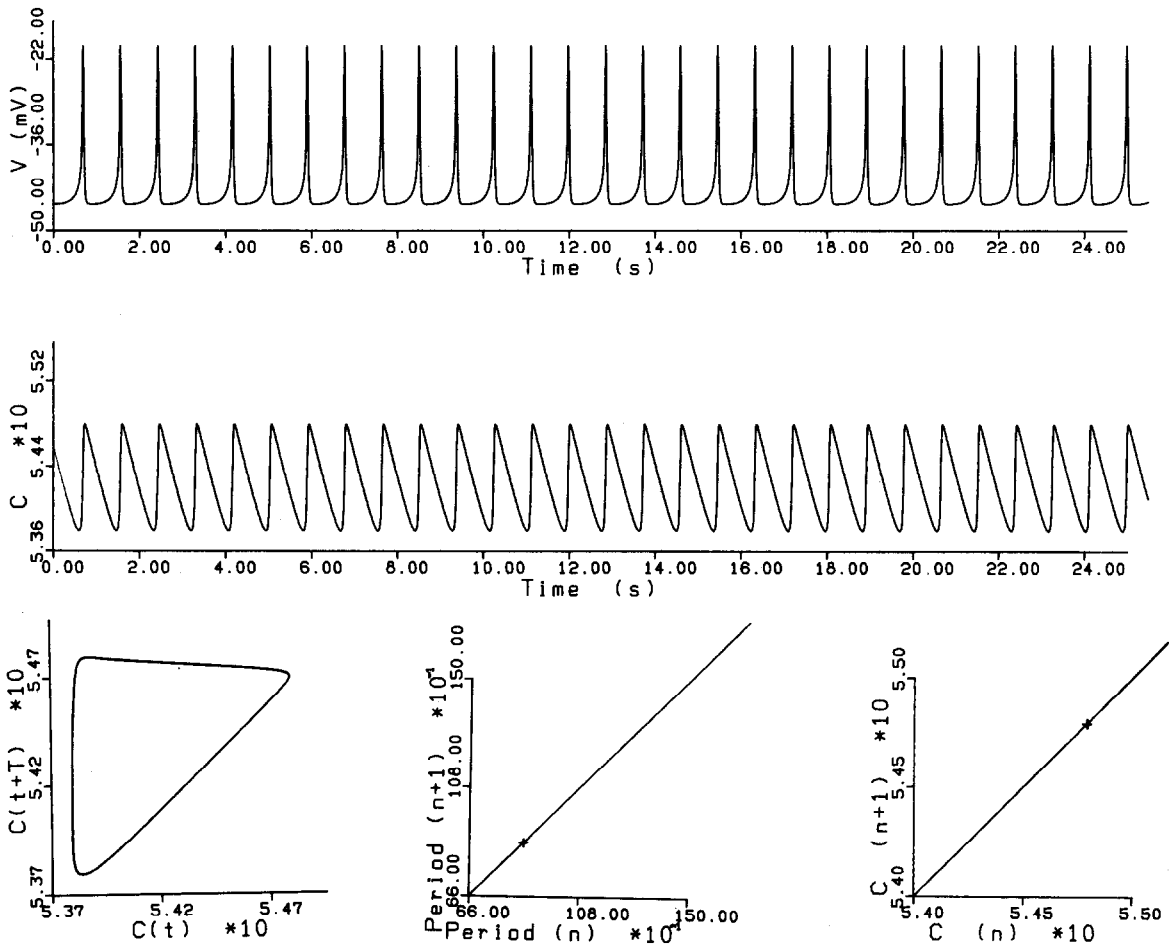 V (mV)
-22.00
-36.00
-50.00
0.00 2.00 4.00 6.00 8.00 10.00 12.00 14.00 16.00 18.00 20.00 22.00 24.00
Time (s)
C *10
5.52
5.44
5.36
0.00 2.00 4.00 6.00 8.00 10.00 12.00 14.00 16.00 18.00 20.00 22.00 24.00
Time (s)
C(t+T) *10
5.47
5.42
5.37
5.37 5.42 5.47
C(t) *10
Period (n+1) *10⁻¹
150.00
108.00
66.00
66.00 108.00 150.00
Period (n) *10⁻¹
C (n+1) *10
5.50
5.45
5.40
5.40 5.45 5.50
C (n) *10